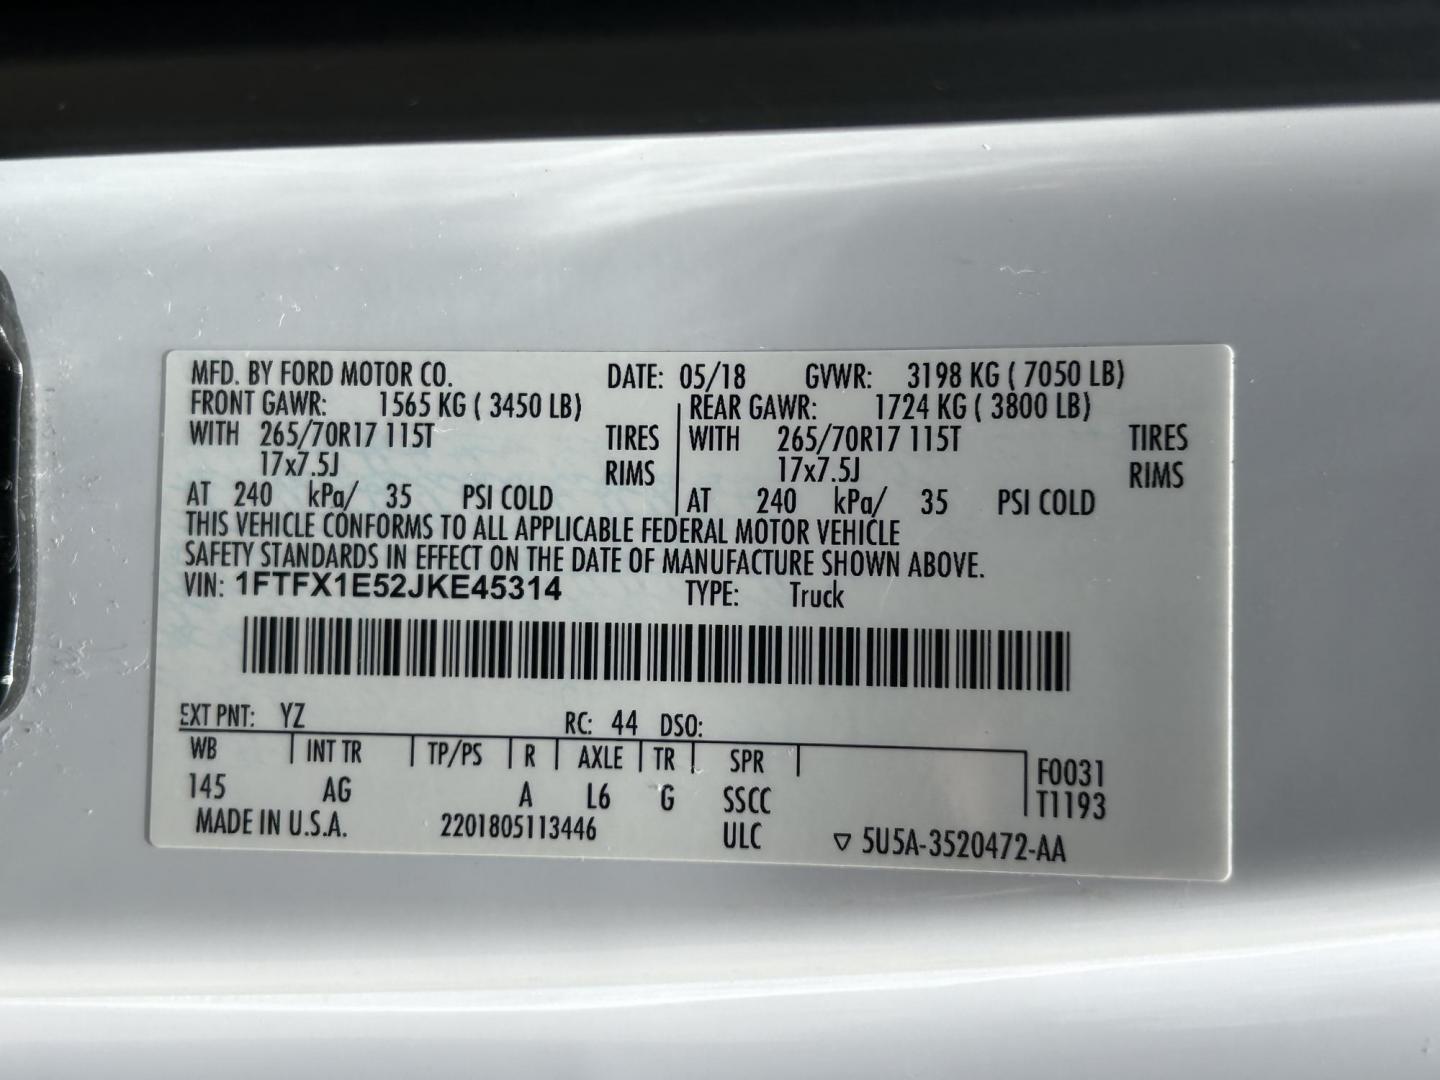 MFD. BY FORD MOTOR CO. DATE: 05/18 GVWR: 3198 KG ( 7050 LB)
FRONT GAWR: 1565 KG ( 3450 LB) REAR GAWR: 1724 KG ( 3800 LB)
WITH 265/70R17 115T TIRES WITH 265/70R17 115T TIRES
17x7.5J RIMS 17x7.5J RIMS
AT 240 kPa/ 35 PSI COLD AT 240 kPa/ 35 PSI COLD
THIS VEHICLE CONFORMS TO ALL APPLICABLE FEDERAL MOTOR VEHICLE
SAFETY STANDARDS IN EFFECT ON THE DATE OF MANUFACTURE SHOWN ABOVE.
VIN: 1FTFX1E52JKE45314 TYPE: Truck
EXT PNT: YZ RC: 44 DSO:
WB INT TR TP/PS R AXLE TR SPR F0031
145 AG A L6 G SSCC T1193
MADE IN U.S.A. 2201805113446 ULC ▽ 5U5A-3520472-AA